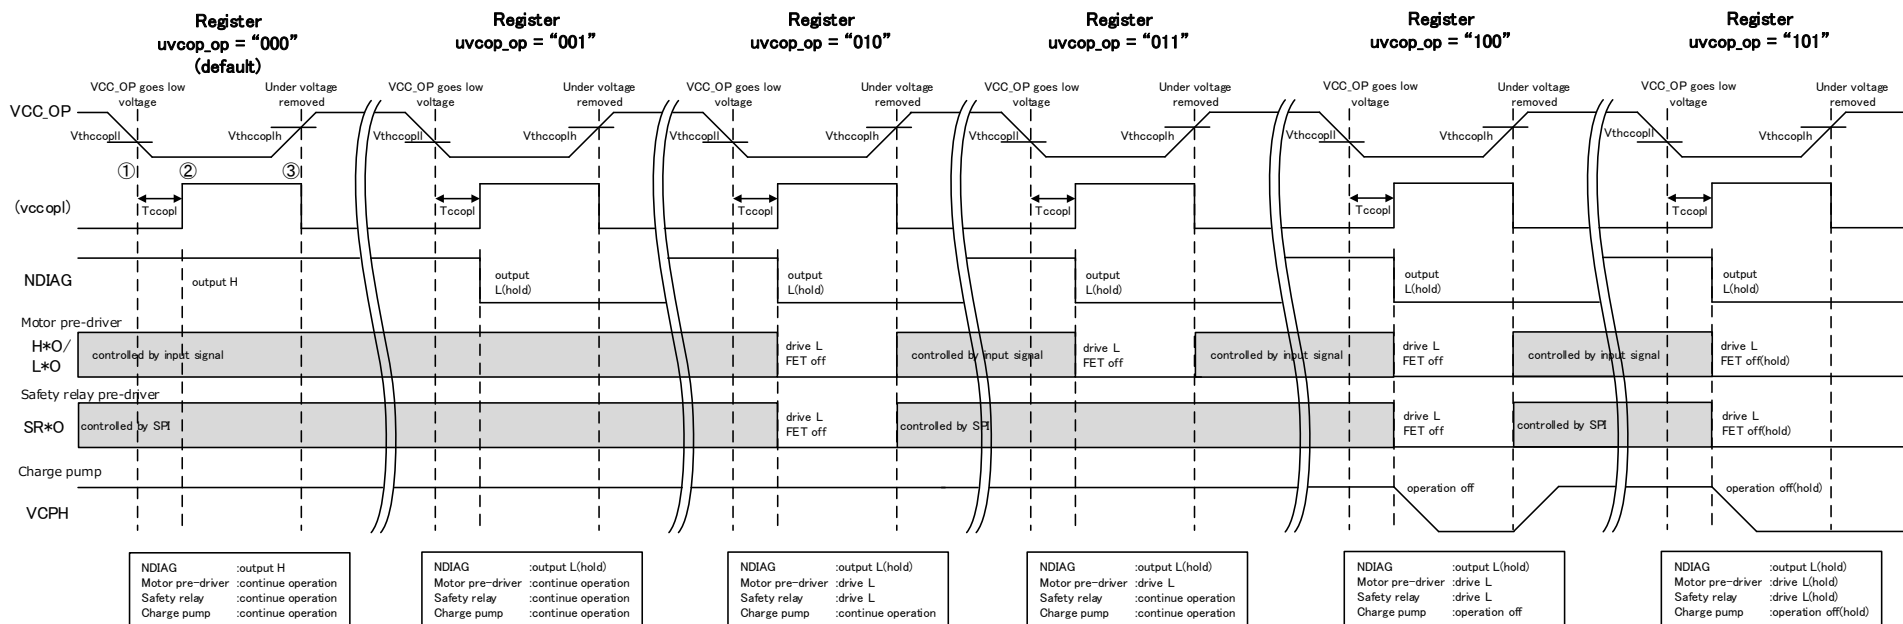 Register
uvcop_op = “000”
(default)
Register
uvcop_op = “001”
Register
uvcop_op = “010”
Register
uvcop_op = “011”
Register
uvcop_op = “100”
Register
uvcop_op = “101”
VCC_OP goes low
voltage
Under voltage
removed
VCC_OP goes low
voltage
Under voltage
removed
VCC_OP goes low
voltage
Under voltage
removed
VCC_OP goes low
voltage
Under voltage
removed
VCC_OP goes low
voltage
Under voltage
removed
VCC_OP goes low
voltage
Under voltage
removed
VCC_OP
Vthccopll
Vthccoplh
Vthccopll
Vthccoplh
Vthccopll
Vthccoplh
Vthccopll
Vthccoplh
Vthccopll
Vthccoplh
Vthccopll
Vthccoplh
① ② ③
(vccopl)
Tccopl
Tccopl
Tccopl
Tccopl
Tccopl
Tccopl
NDIAG
output H
output
L(hold)
output
L(hold)
output
L(hold)
output
L(hold)
output
L(hold)
Motor pre-driver
H*O/
L*O
controlled by input signal
drive L
FET off
controlled by input signal
drive L
FET off
controlled by input signal
drive L
FET off
controlled by input signal
drive L
FET off(hold)
Safety relay pre-driver
SR*O
controlled by SPI
drive L
FET off
controlled by SPI
drive L
FET off
controlled by SPI
drive L
FET off(hold)
Charge pump
VCPH
operation off
operation off(hold)
NDIAG :output H
Motor pre-driver :continue operation
Safety relay :continue operation
Charge pump :continue operation
NDIAG :output L(hold)
Motor pre-driver :continue operation
Safety relay :continue operation
Charge pump :continue operation
NDIAG :output L(hold)
Motor pre-driver :drive L
Safety relay :drive L
Charge pump :continue operation
NDIAG :output L(hold)
Motor pre-driver :drive L
Safety relay :continue operation
Charge pump :continue operation
NDIAG :output L(hold)
Motor pre-driver :drive L
Safety relay :drive L
Charge pump :operation off
NDIAG :output L(hold)
Motor pre-driver :drive L(hold)
Safety relay :drive L(hold)
Charge pump :operation off(hold)